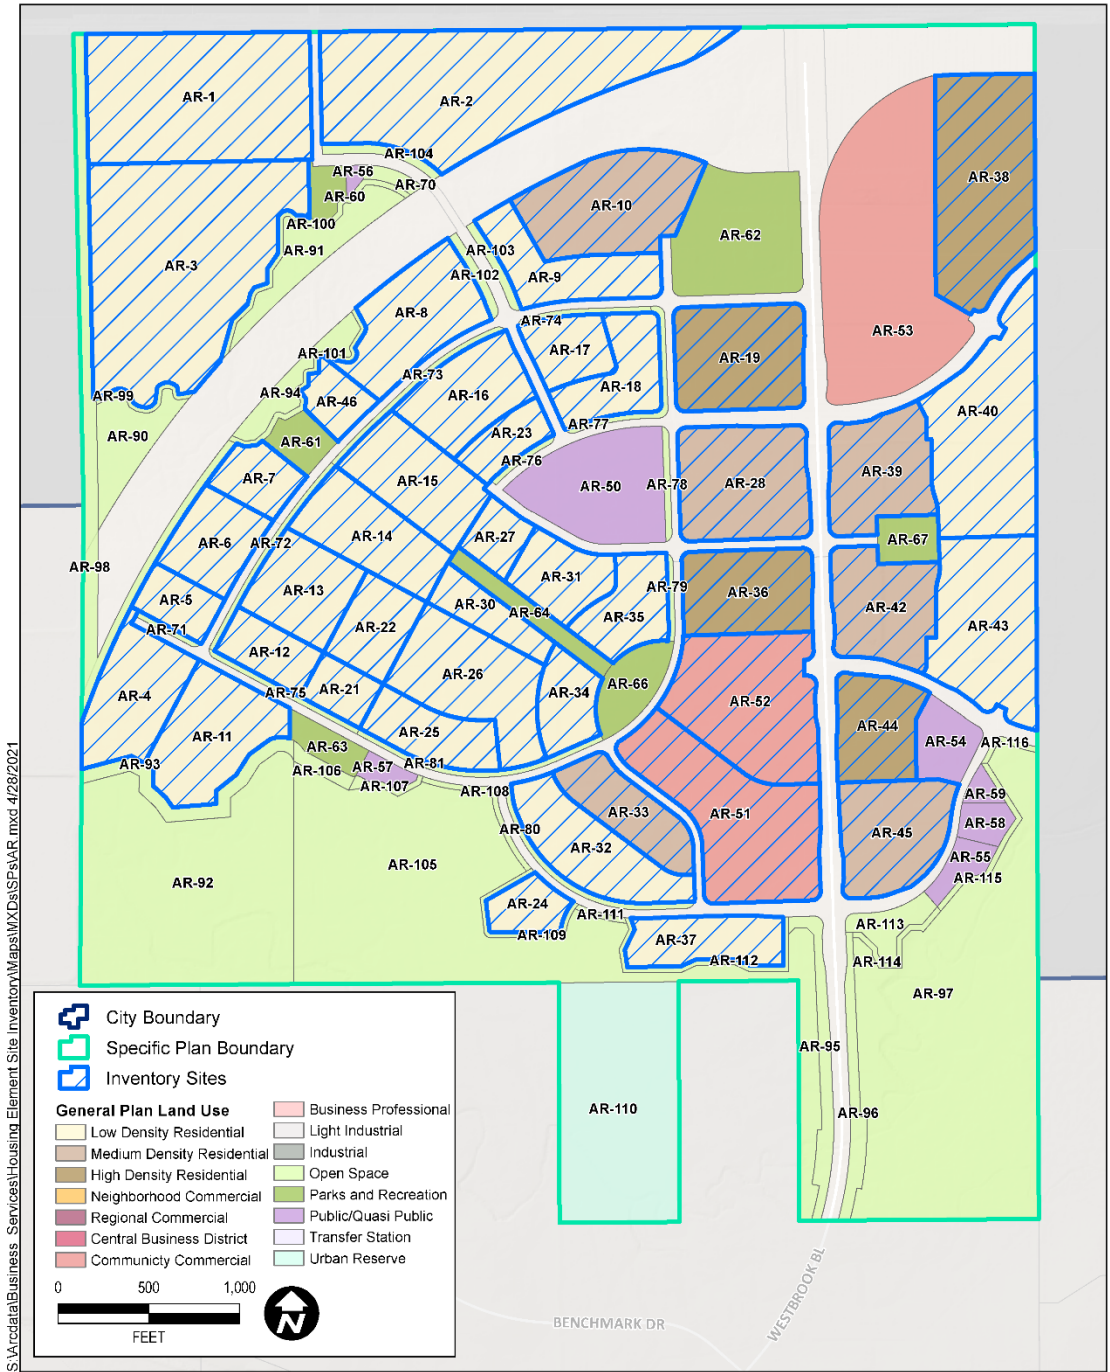 AR-1
AR-2
AR-104
AR-56
AR-70
AR-60
AR-38
AR-10
AR-100
AR-91
AR-62
AR-103
AR-3
AR-102
AR-9
AR-8
AR-74
AR-53
AR-101
AR-17
AR-19
AR-73
AR-18
AR-99
AR-94
AR-46
AR-16
AR-40
AR-77
AR-90
AR-61
AR-23
AR-76
AR-39
AR-7
AR-15
AR-50
AR-78
AR-28
AR-6
AR-72
AR-14
AR-27
AR-67
AR-98
AR-31
AR-79
AR-13
AR-36
AR-5
AR-30
AR-64
AR-42
AR-71
AR-22
AR-35
AR-43
AR-12
AR-26
AR-66
AR-4
AR-75
AR-21
AR-34
AR-52
AR-44
AR-25
AR-11
AR-54
AR-116
AR-63
AR-93
AR-57
AR-81
AR-106
AR-107
AR-108
AR-59
AR-33
AR-51
AR-58
AR-80
AR-45
AR-32
AR-55
AR-105
AR-115
AR-92
AR-24
AR-111
AR-113
AR-109
AR-37
AR-112
AR-114
AR-97
AR-95
AR-110
AR-96
BENCHMARK DR
WESTBROOK BL
City Boundary
Specific Plan Boundary
Inventory Sites
General Plan Land Use
Low Density Residential
Medium Density Residential
High Density Residential
Neighborhood Commercial
Regional Commercial
Central Business District
Communicty Commercial
Business Professional
Light Industrial
Industrial
Open Space
Parks and Recreation
Public/Quasi Public
Transfer Station
Urban Reserve
0 500 1,000
FEET
N
S:\Arcdata\Business_Services\Housing Element Site Inventory\Maps\MXDs\SPs\AR.mxd 4/28/2021